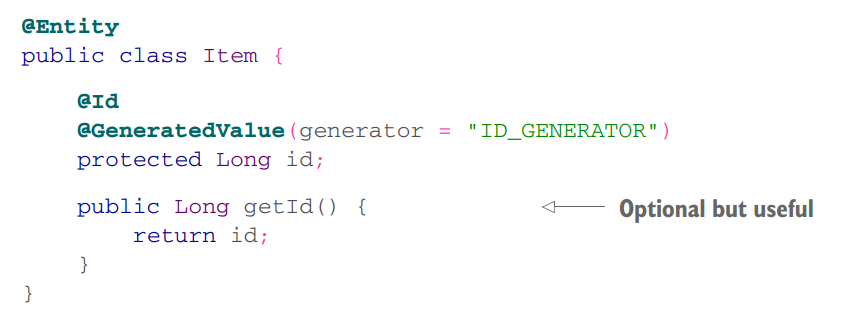 @Entity
public class Item {
@Id
@GeneratedValue(generator = "ID_GENERATOR")
protected Long id;
public Long getId() {
Optional but useful
return id;
}
}